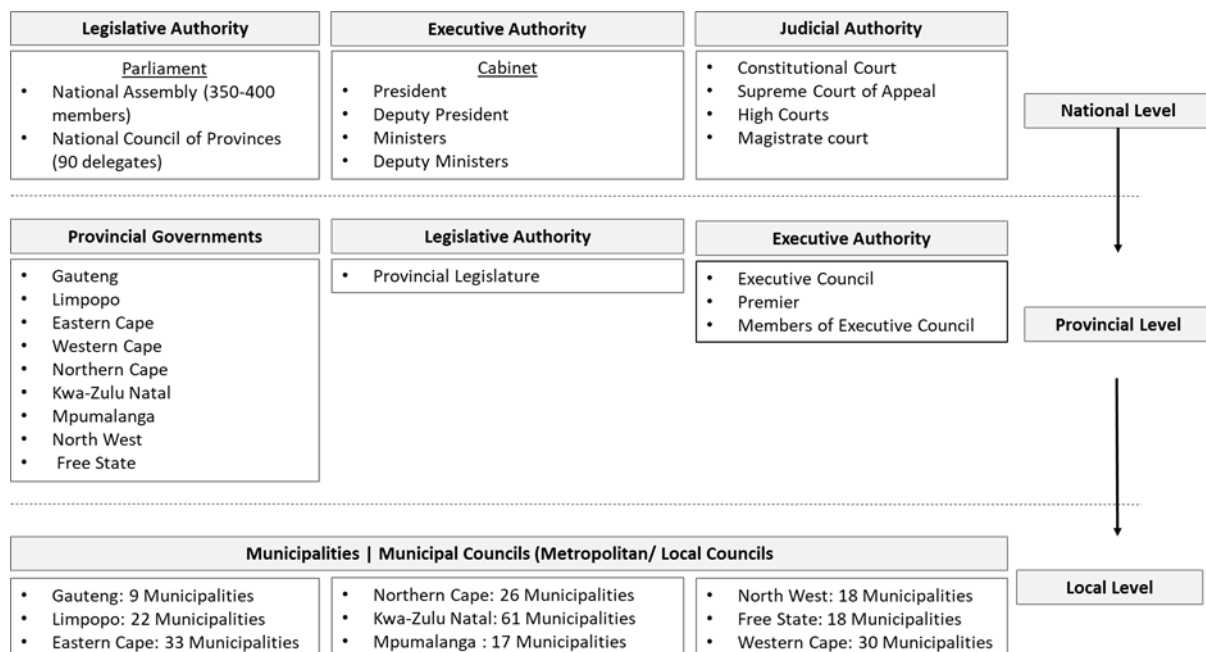 Legislative Authority
Parliament
• National Assembly (350-400
members)
• National Council of Provinces
(90 delegates)
Executive Authority
Cabinet
• President
• Deputy President
• Ministers
• Deputy Ministers
Judicial Authority
• Constitutional Court
• Supreme Court of Appeal
• High Courts
• Magistrate court
National Level
Provincial Governments
• Gauteng
• Limpopo
• Eastern Cape
• Western Cape
• Northern Cape
• Kwa-Zulu Natal
• Mpumalanga
• North West
• Free State
Legislative Authority
• Provincial Legislature
Executive Authority
• Executive Council
• Premier
• Members of Executive Council
Provincial Level
Municipalities | Municipal Councils (Metropolitan/ Local Councils
• Gauteng: 9 Municipalities
• Limpopo: 22 Municipalities
• Eastern Cape: 33 Municipalities
• Northern Cape: 26 Municipalities
• Kwa-Zulu Natal: 61 Municipalities
• Mpumalanga : 17 Municipalities
• North West: 18 Municipalities
• Free State: 18 Municipalities
• Western Cape: 30 Municipalities
Local Level